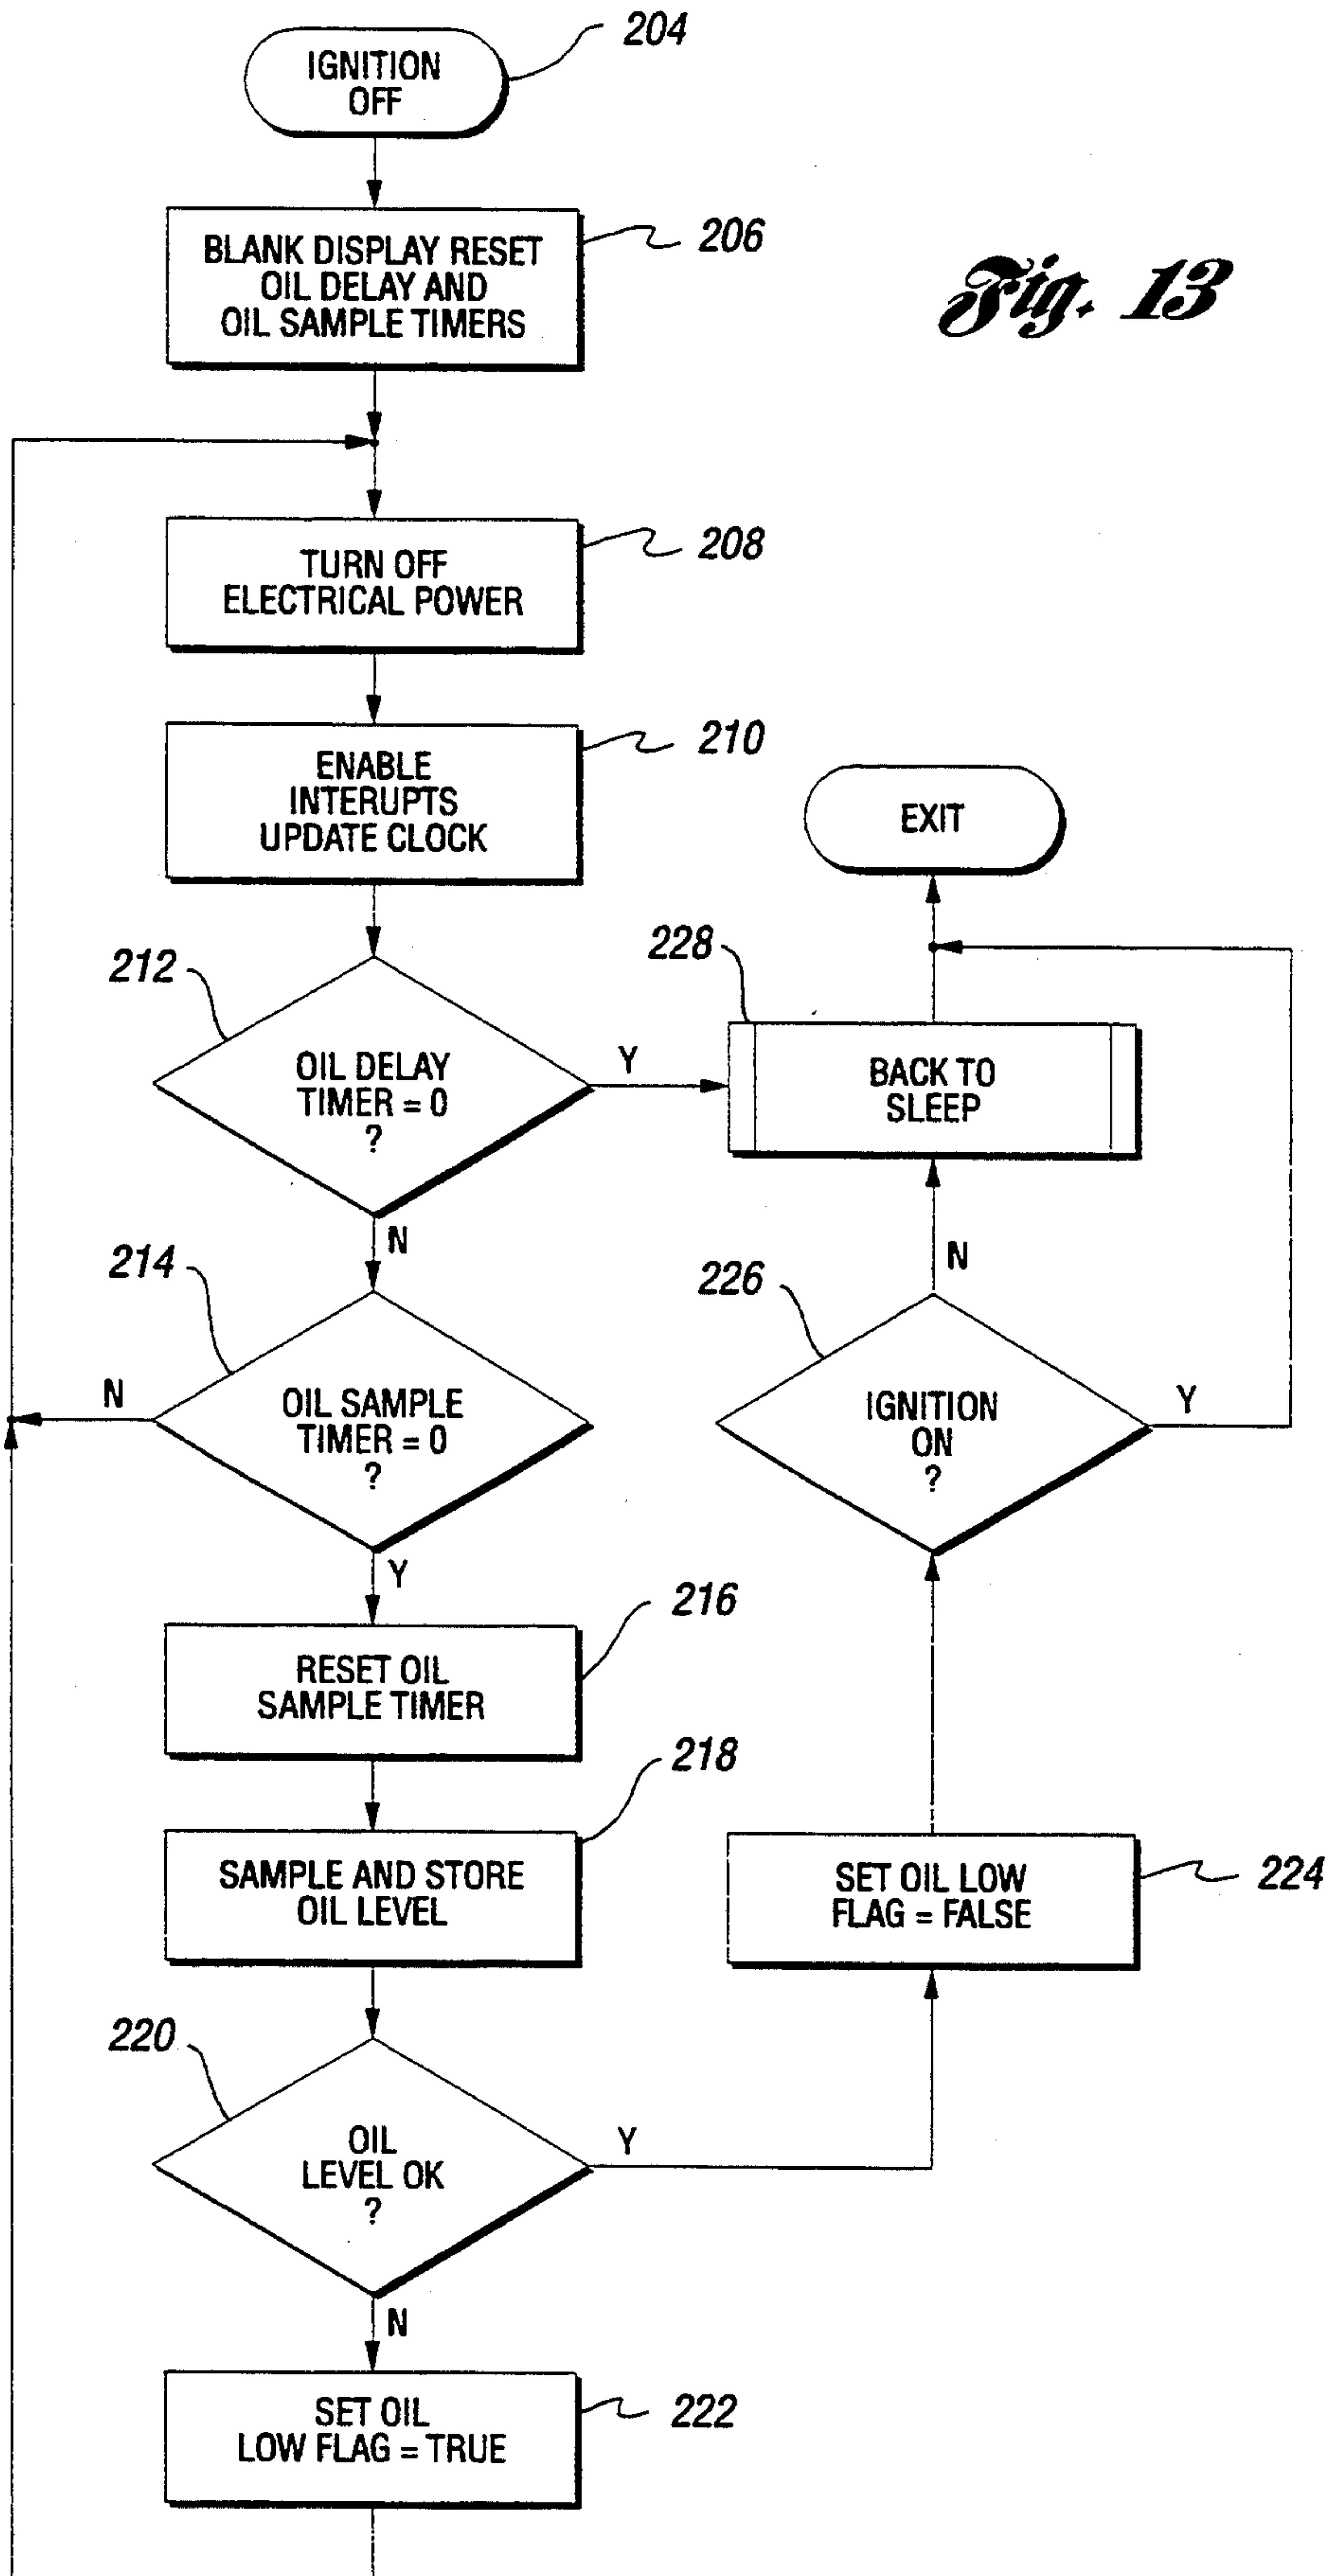 IGNITION
OFF
204
BLANK DISPLAY RESET
OIL DELAY AND
OIL SAMPLE TIMERS
206
Fig. 13
TURN OFF
ELECTRICAL POWER
208
ENABLE
INTERUPTS
UPDATE CLOCK
210
EXIT
212
OIL DELAY
TIMER = 0
?
Y
N
228
BACK TO
SLEEP
214
OIL SAMPLE
TIMER = 0
?
N
Y
226
IGNITION
ON
?
N
Y
RESET OIL
SAMPLE TIMER
216
SAMPLE AND STORE
OIL LEVEL
218
SET OIL LOW
FLAG = FALSE
224
220
OIL
LEVEL OK
?
Y
N
SET OIL
LOW FLAG = TRUE
222